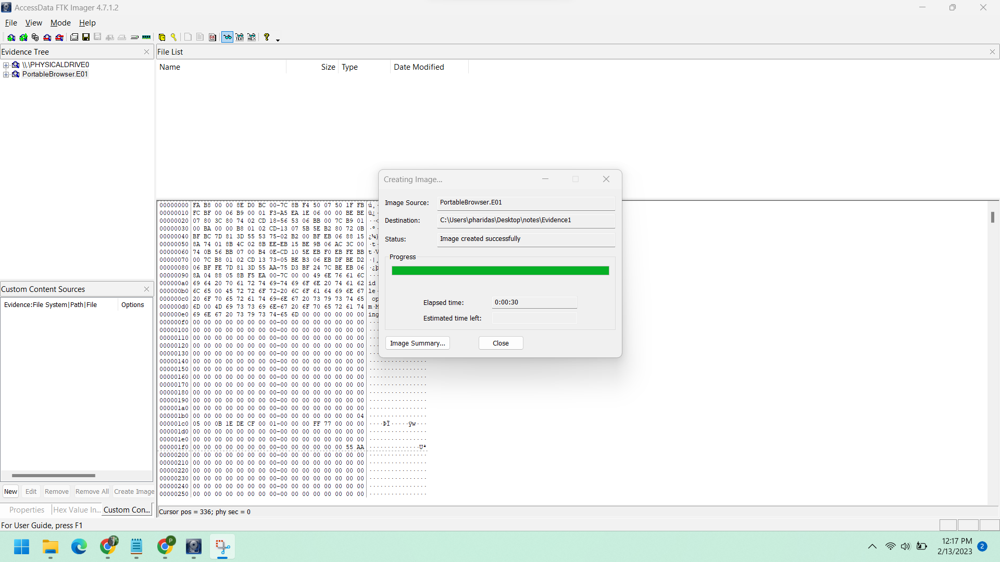 AccessData FTK Imager 4.7.1.2
File View Mode Help
Evidence Tree
\\.\PHYSICALDRIVE0
PortableBrowser.E01
File List
Name Size Type Date Modified
Creating Image...
Image Source: PortableBrowser.E01
Destination: C:\Users\pharidas\Desktop\notes\Evidence1
Status: Image created successfully
Progress
Elapsed time: 0:00:30
Estimated time left:
Image Summary... Close
00000000 FA B8 00 00 8E D0 BC 00-7C 8B F4 50 07 50 1F FB
00000010 FC BF 00 06 B9 00 01 F3-A5 EA 1E 06 00 00 BE BE
00000020 07 80 3C 80 74 02 CD 18-56 53 06 BB 00 7C B9 01
00000030 00 BA 00 00 B8 01 02 CD-13 07 5B 5E B2 80 72 0B
00000040 BF BC 7D 81 3D 55 53 75-02 B2 00 BF EB 06 88 15
00000050 8A 74 01 8B 4C 02 8B EE-EB 15 BE 9B 06 AC 3C 00
00000060 74 0B 56 BB 07 00 B4 0E-CD 10 5E EB F0 EB FE BB
00000070 00 7C B8 01 02 CD 13 73-05 BE B3 06 EB DF BE D2
00000080 06 BF FE 7D 81 3D 55 AA-75 D3 BF 24 7C BE EB 06
00000090 8A 04 88 05 8B F5 EA 00-7C 00 00 49 6E 76 61 6C
000000a0 69 64 20 70 61 72 74 69-74 69 6F 6E 20 74 61 62
000000b0 6C 65 00 45 72 72 6F 72-20 6C 6F 61 64 69 6E 67
000000c0 20 6F 70 65 72 61 74 69-6E 67 20 73 79 73 74 65
000000d0 6D 00 4D 69 73 73 69 6E-67 20 6F 70 65 72 61 74
000000e0 69 6E 67 20 73 79 73 74-65 6D 00 00 00 00 00 00
000000f0 00 00 00 00 00 00 00 00-00 00 00 00 00 00 00 00
00000100 00 00 00 00 00 00 00 00-00 00 00 00 00 00 00 00
00000110 00 00 00 00 00 00 00 00-00 00 00 00 00 00 00 00
00000120 00 00 00 00 00 00 00 00-00 00 00 00 00 00 00 00
00000130 00 00 00 00 00 00 00 00-00 00 00 00 00 00 00 00
00000140 00 00 00 00 00 00 00 00-00 00 00 00 00 00 00 00
00000150 00 00 00 00 00 00 00 00-00 00 00 00 00 00 00 00
00000160 00 00 00 00 00 00 00 00-00 00 00 00 00 00 00 00
00000170 00 00 00 00 00 00 00 00-00 00 00 00 00 00 00 00
00000180 00 00 00 00 00 00 00 00-00 00 00 00 00 00 00 00
00000190 00 00 00 00 00 00 00 00-00 00 00 00 00 00 00 00
000001a0 00 00 00 00 00 00 00 00-00 00 00 00 00 00 00 00
000001b0 00 00 00 00 00 00 00 00-00 00 00 00 00 00 00 04
000001c0 05 00 0B 1E DE CF 00 01-00 00 00 FF 77 00 00 00 ····ÞÏ·····ÿw···
000001d0 00 00 00 00 00 00 00 00-00 00 00 00 00 00 00 00
000001e0 00 00 00 00 00 00 00 00-00 00 00 00 00 00 00 00
000001f0 00 00 00 00 00 00 00 00-00 00 00 00 00 00 55 AA ··············Uª
00000200 00 00 00 00 00 00 00 00-00 00 00 00 00 00 00 00
00000210 00 00 00 00 00 00 00 00-00 00 00 00 00 00 00 00
00000220 00 00 00 00 00 00 00 00-00 00 00 00 00 00 00 00
00000230 00 00 00 00 00 00 00 00-00 00 00 00 00 00 00 00
00000240 00 00 00 00 00 00 00 00-00 00 00 00 00 00 00 00
00000250 00 00 00 00 00 00 00 00-00 00 00 00 00 00 00 00
Cursor pos = 336; phy sec = 0
Custom Content Sources
Evidence:File System|Path|File Options
New Edit Remove Remove All Create Image
Properties Hex Value In... Custom Con...
For User Guide, press F1
12:17 PM
2/13/2023
2